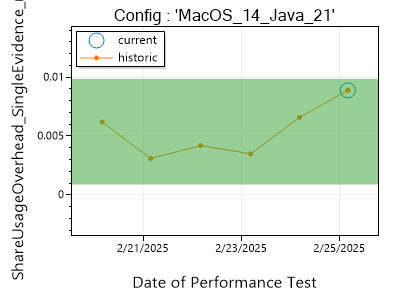 Config : 'MacOS_14_Java_21'
current
historic
0.01
0.005
0
ShareUsageOverhead_SingleEvidence_
2/21/2025
2/23/2025
2/25/2025
Date of Performance Test